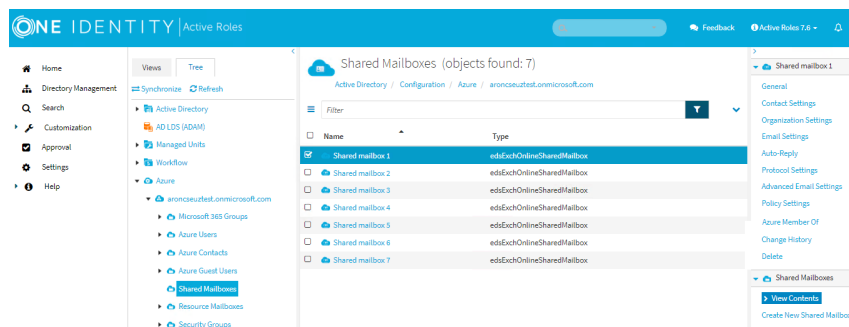 ONE IDENTITY Active Roles
Feedback
Active Roles 7.6
Home
Directory Management
Search
Customization
Approval
Settings
Help
Views Tree
Synchronize Refresh
Active Directory
AD LDS (ADAM)
Managed Units
Workflow
Azure
aroncseuztest.onmicrosoft.com
Microsoft 365 Groups
Azure Users
Azure Contacts
Azure Guest Users
Shared Mailboxes
Resource Mailboxes
Security Groups
Shared Mailboxes (objects found: 7)
Active Directory / Configuration / Azure / aroncseuztest.onmicrosoft.com
Filter
Name Type
Shared mailbox 1 edsExchOnlineSharedMailbox
Shared mailbox 2 edsExchOnlineSharedMailbox
Shared mailbox 3 edsExchOnlineSharedMailbox
Shared mailbox 4 edsExchOnlineSharedMailbox
Shared mailbox 5 edsExchOnlineSharedMailbox
Shared mailbox 6 edsExchOnlineSharedMailbox
Shared mailbox 7 edsExchOnlineSharedMailbox
Shared mailbox 1
General
Contact Settings
Organization Settings
Email Settings
Auto-Reply
Protocol Settings
Advanced Email Settings
Policy Settings
Azure Member Of
Change History
Delete
Shared Mailboxes
View Contents
Create New Shared Mailbo